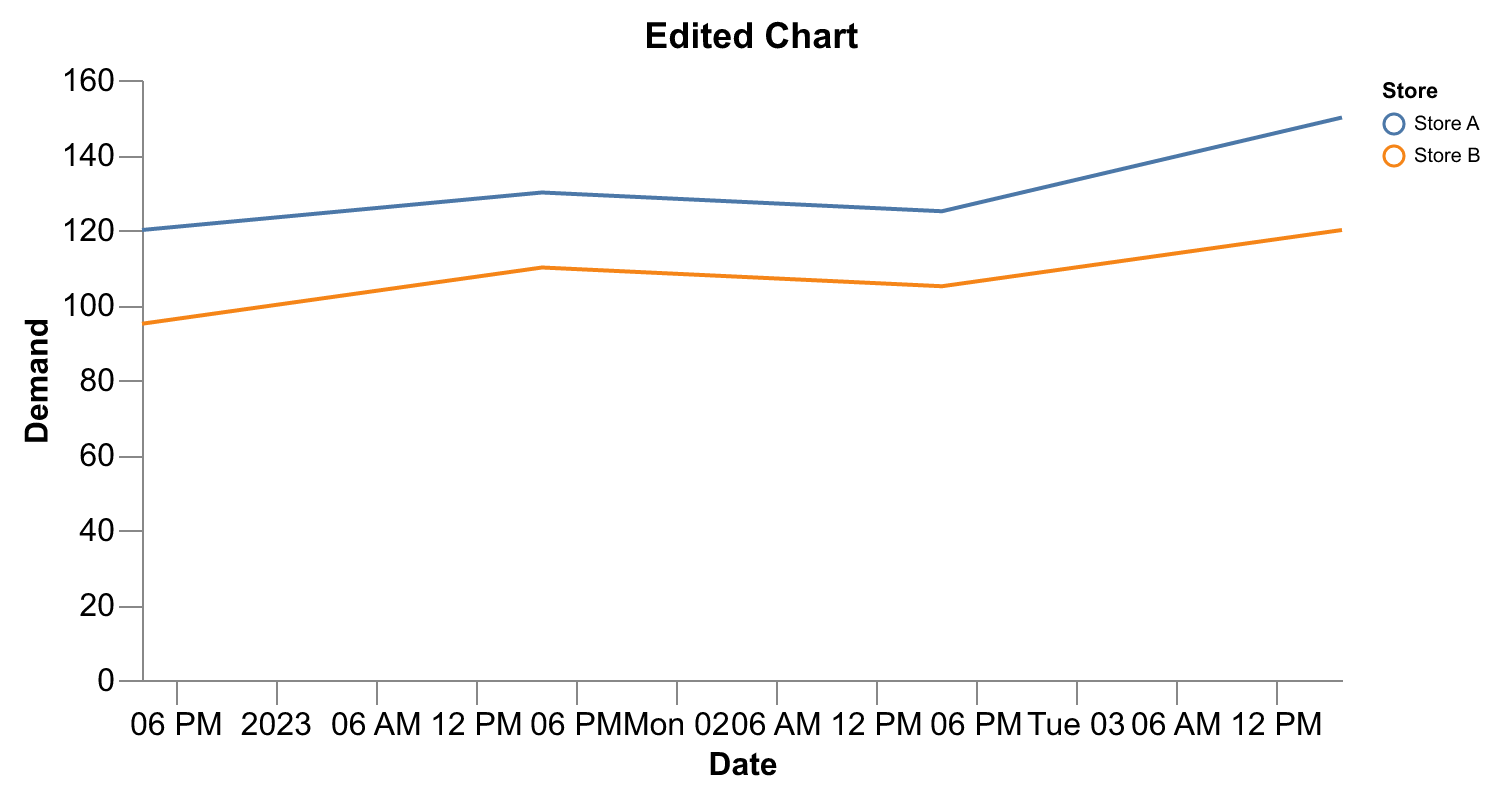 Edited Chart
160
140
120
100
80
60
40
20
0
Demand
06 PM 2023 06 AM 12 PM 06 PM Mon 02 06 AM 12 PM 06 PM Tue 03 06 AM 12 PM
Date
Store
Store A
Store B